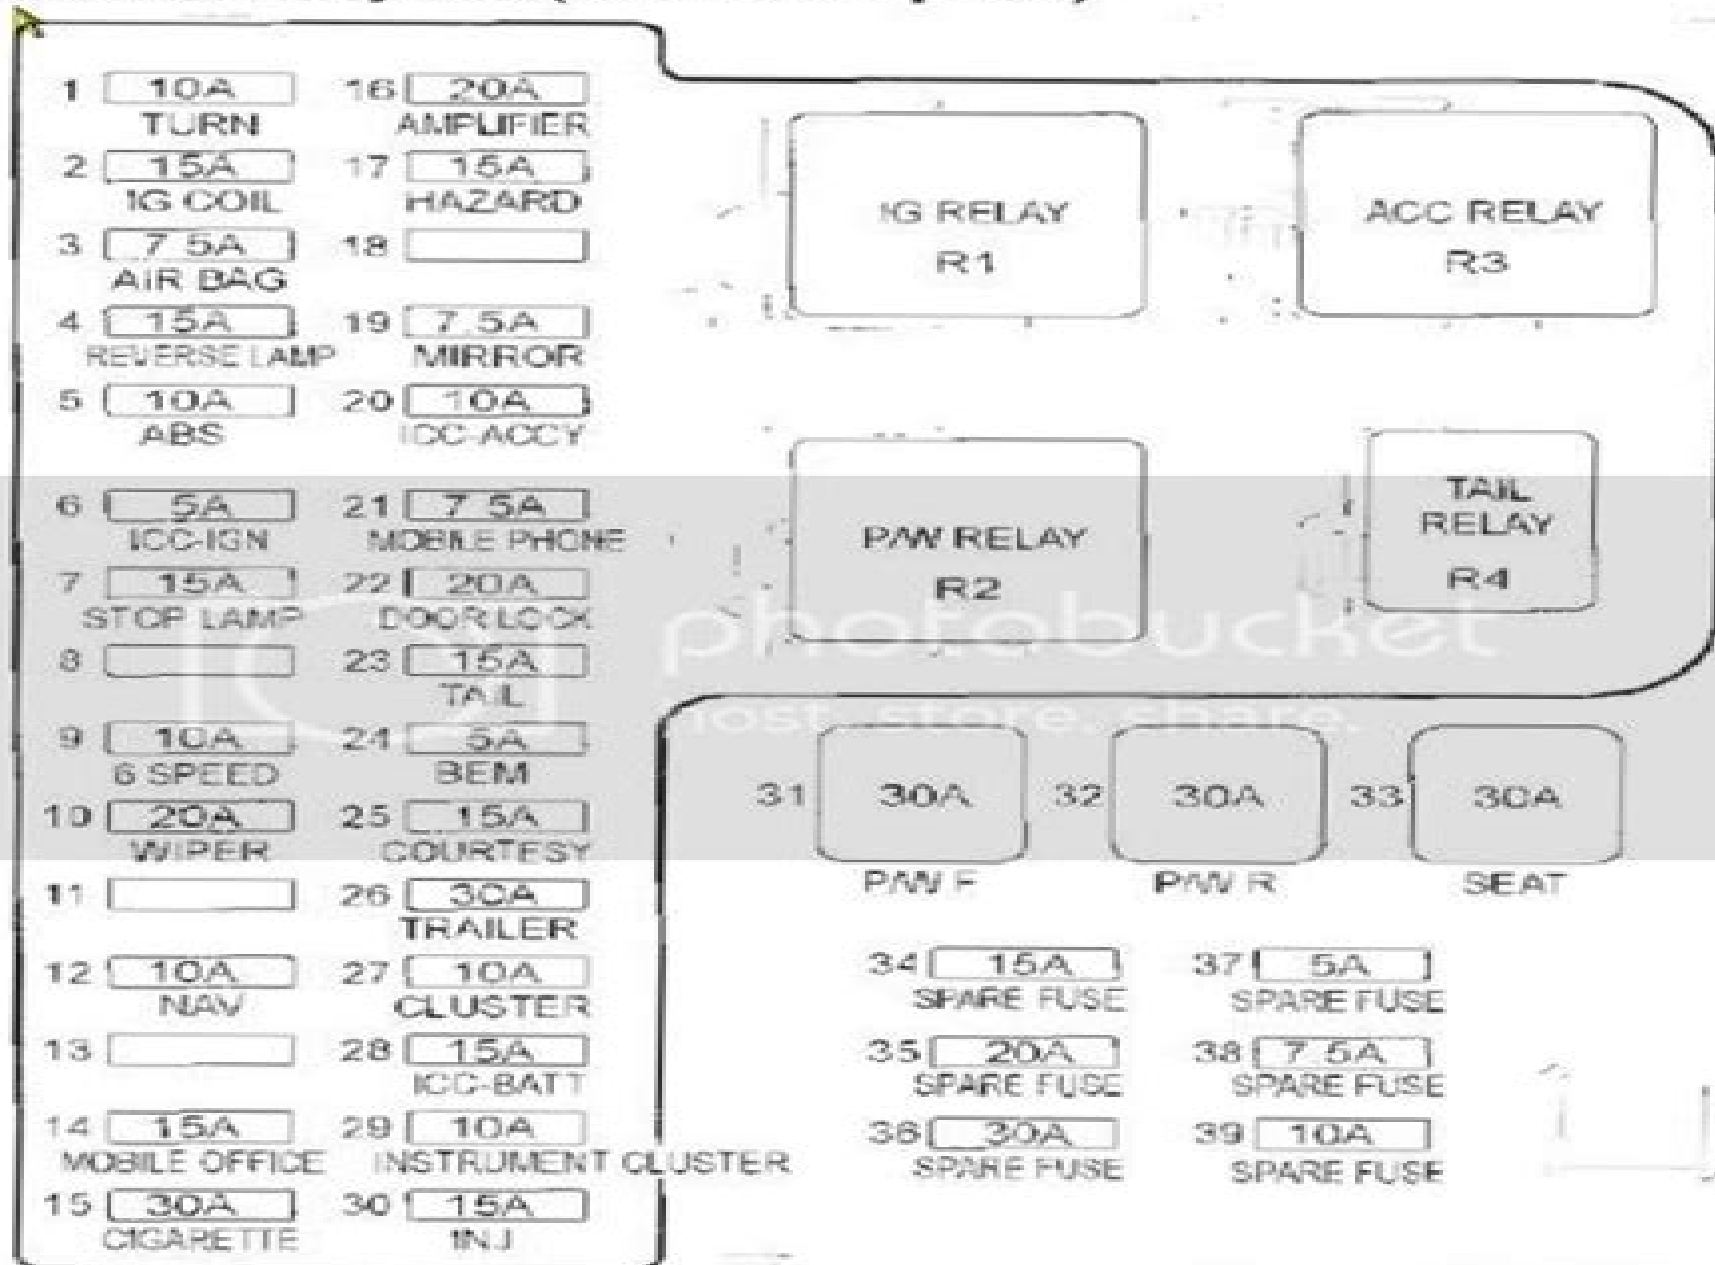 1 10A 16 20A
TURN AMPLIFIER
2 15A 17 15A
IG COIL HAZARD
3 7.5A 18
AIR BAG
4 15A 19 7.5A
REVERSE LAMP MIRROR
5 10A 20 10A
ABS ICC-ACCY
6 5A 21 7.5A
ICC-IGN MOBILE PHONE
7 15A 22 20A
STOP LAMP DOOR LOCK
8 23 15A
TAIL
9 10A 24 5A
6 SPEED BEM
10 20A 25 15A
WIPER COURTESY
11 26 30A
TRAILER
12 10A 27 10A
NAV CLUSTER
13 28 15A
ICC-BATT
14 15A 29 10A
MOBILE OFFICE INSTRUMENT CLUSTER
15 30A 30 15A
CIGARETTE INJ
IG RELAY
R1
ACC RELAY
R3
P/W RELAY
R2
TAIL
RELAY
R4
photobucket
host. store. share.
31 30A 32 30A 33 30A
P/W F P/W R SEAT
34 15A 37 5A
SPARE FUSE SPARE FUSE
35 20A 38 7.5A
SPARE FUSE SPARE FUSE
36 30A 39 10A
SPARE FUSE SPARE FUSE